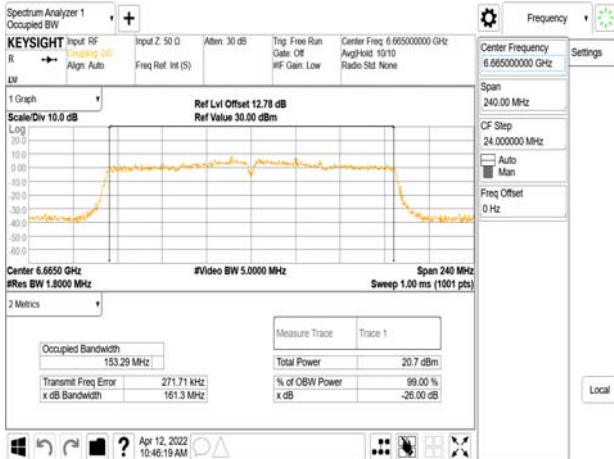 Spectrum Analyzer 1
Occupied BW
Frequency
KEYSIGHT
R
Input: RF
Coupling: DC
Align: Auto
Input Z: 50 Ω
Freq Ref: Int (S)
Atten: 30 dB
Trig: Free Run
Gate: Off
#IF Gain: Low
Center Freq: 6.665000000 GHz
Avg|Hold: 10/10
Radio Std: None
Center Frequency
6.665000000 GHz
Settings
Span
240.00 MHz
CF Step
24.000000 MHz
Auto
Man
Freq Offset
0 Hz
Local
1 Graph
Scale/Div 10.0 dB
Ref Lvl Offset 12.78 dB
Ref Value 30.00 dBm
Log
20.0
10.0
0.00
-10.0
-20.0
-30.0
-40.0
-50.0
-60.0
Center 6.6650 GHz
#Video BW 5.0000 MHz
Span 240 MHz
#Res BW 1.8000 MHz
Sweep 1.00 ms (1001 pts)
2 Metrics
Measure Trace
Trace 1
Occupied Bandwidth
153.29 MHz
Total Power
20.7 dBm
Transmit Freq Error
271.71 kHz
% of OBW Power
99.00 %
x dB Bandwidth
161.3 MHz
x dB
-26.00 dB
?
Apr 12, 2022
10:46:19 AM